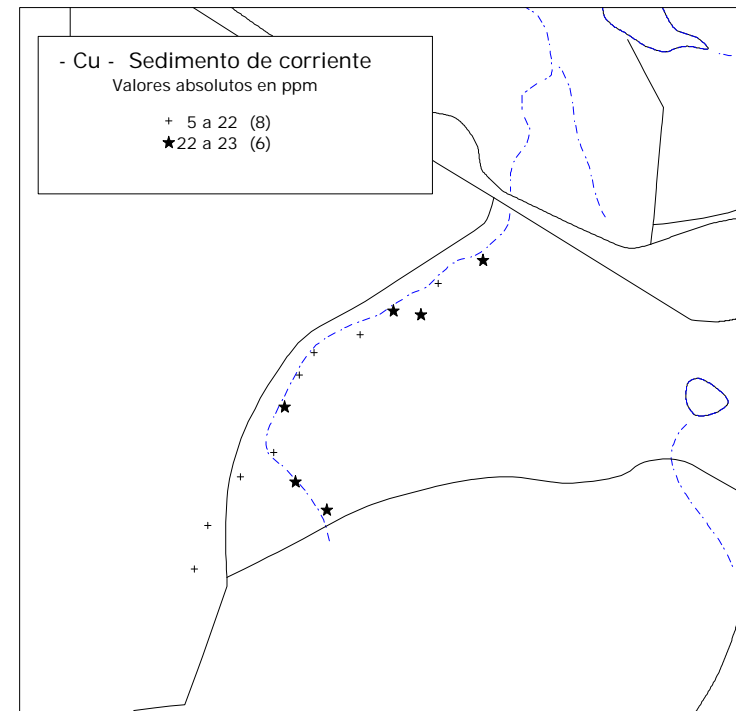 - Cu - Sedimento de corriente
Valores absolutos en ppm
+ 5 a 22 (8)
★ 22 a 23 (6)